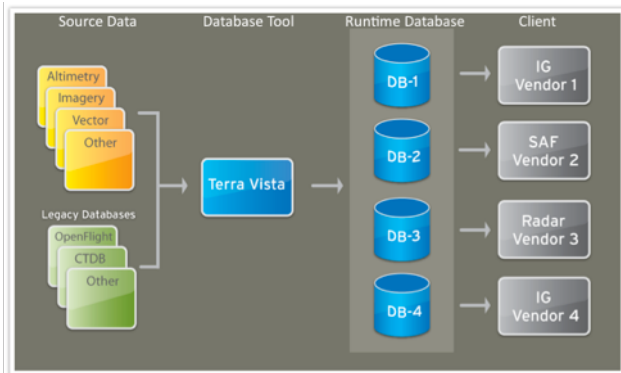 Source Data
Database Tool
Runtime Database
Client
Altimetry
Imagery
Vector
Other
Legacy Databases
OpenFlight
CTDB
Other
Terra Vista
DB-1
DB-2
DB-3
DB-4
IG
Vendor 1
SAF
Vendor 2
Radar
Vendor 3
IG
Vendor 4